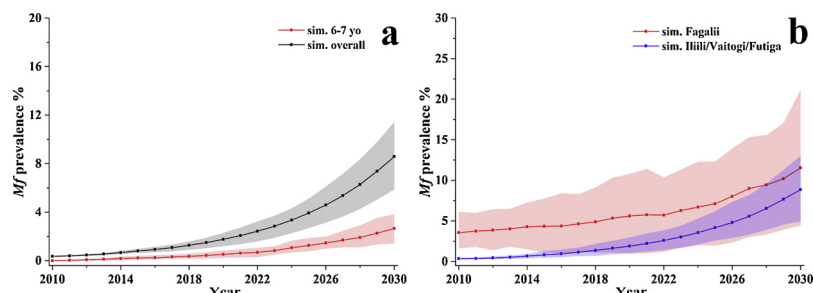 20
16
12
8
4
0
Mf prevalence %
sim. 6-7 yo
sim. overall
a
2010 2014 2018 2022 2026 2030
Year
30
25
20
15
10
5
0
Mf prevalence %
sim. Fagalii
sim. Iliili/Vaitogi/Futiga
b
2010 2014 2018 2022 2026 2030
Year